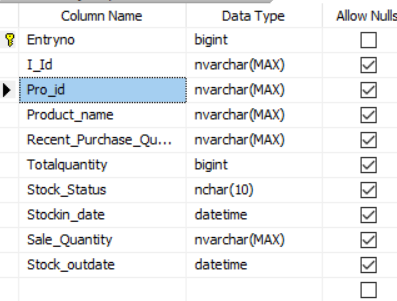 Column Name Data Type Allow Nulls
Entryno bigint
I_Id nvarchar(MAX)
Pro_id nvarchar(MAX)
Product_name nvarchar(MAX)
Recent_Purchase_Qu... nvarchar(MAX)
Totalquantity bigint
Stock_Status nchar(10)
Stockin_date datetime
Sale_Quantity nvarchar(MAX)
Stock_outdate datetime